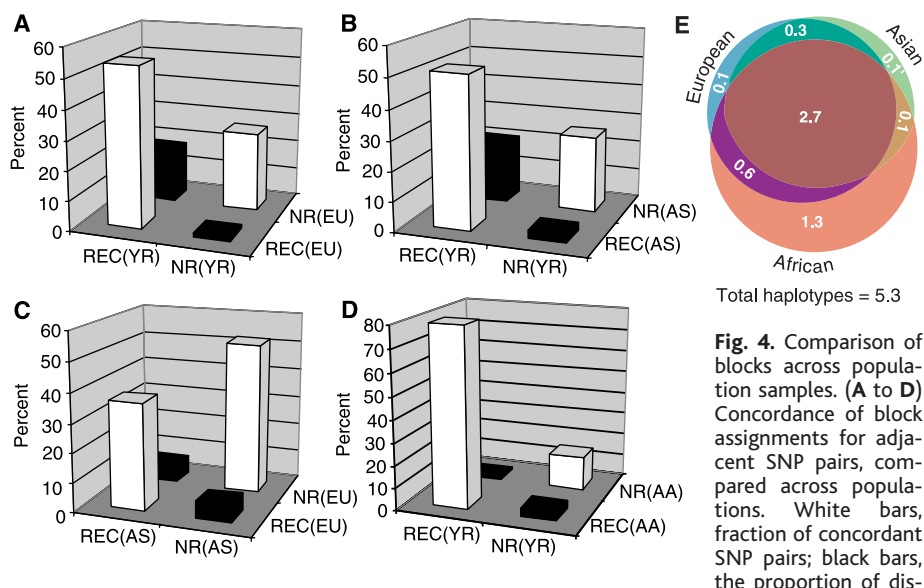 A
60
50
40
30
20
10
0
Percent
REC(YR)
NR(YR)
NR(EU)
REC(EU)
B
60
50
40
30
20
10
0
Percent
REC(YR)
NR(YR)
NR(AS)
REC(AS)
E
European
Asian
African
0.3
0.1
0.1'
0.1
2.7
0.6
1.3
Total haplotypes = 5.3
C
60
50
40
30
20
10
0
Percent
REC(AS)
NR(AS)
NR(EU)
REC(EU)
D
80
70
60
50
40
30
20
10
0
Percent
REC(YR)
NR(YR)
NR(AA)
REC(AA)
Fig. 4. Comparison of
blocks across popula-
tion samples. (A to D)
Concordance of block
assignments for adja-
cent SNP pairs, com-
pared across popula-
tions. White bars,
fraction of concordant
SNP pairs; black bars,
the proportion of dis-